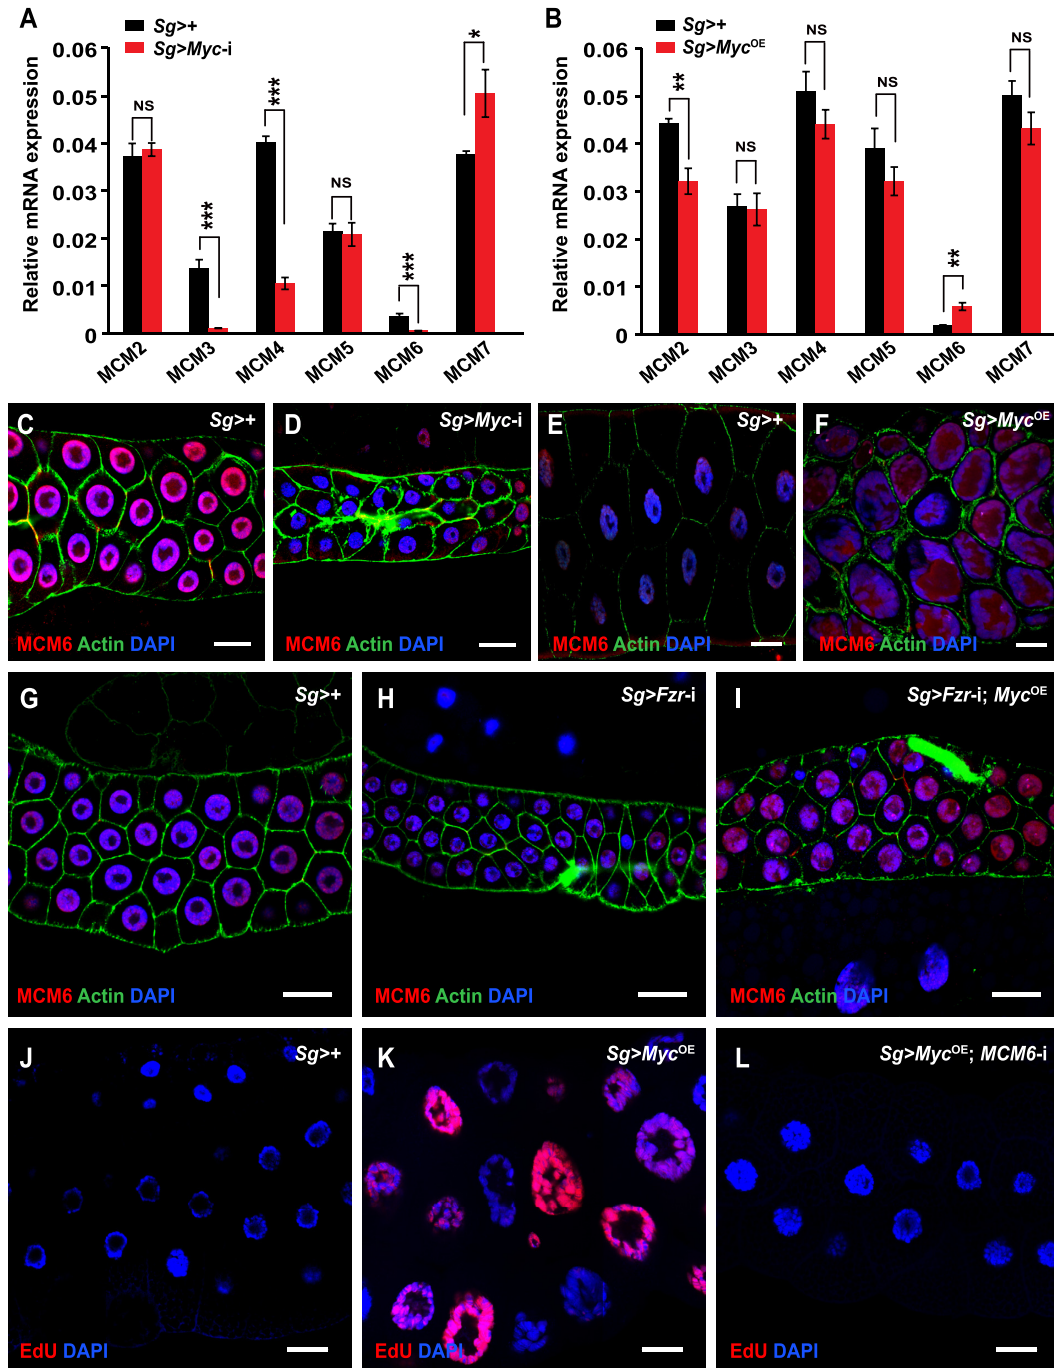 A
Sg>+
Sg>Myc-i
Relative mRNA expression
0.06
0.05
0.04
0.03
0.02
0.01
0
NS
***
***
NS
***
*
MCM2
MCM3
MCM4
MCM5
MCM6
MCM7
B
Sg>+
Sg>Myc^OE
Relative mRNA expression
0.06
0.05
0.04
0.03
0.02
0.01
0
**
NS
NS
NS
**
NS
MCM2
MCM3
MCM4
MCM5
MCM6
MCM7
C
Sg>+
MCM6 Actin DAPI
D
Sg>Myc-i
MCM6 Actin DAPI
E
Sg>+
MCM6 Actin DAPI
F
Sg>Myc^OE
MCM6 Actin DAPI
G
Sg>+
MCM6 Actin DAPI
H
Sg>Fzr-i
MCM6 Actin DAPI
I
Sg>Fzr-i; Myc^OE
MCM6 Actin DAPI
J
Sg>+
EdU DAPI
K
Sg>Myc^OE
EdU DAPI
L
Sg>Myc^OE; MCM6-i
EdU DAPI